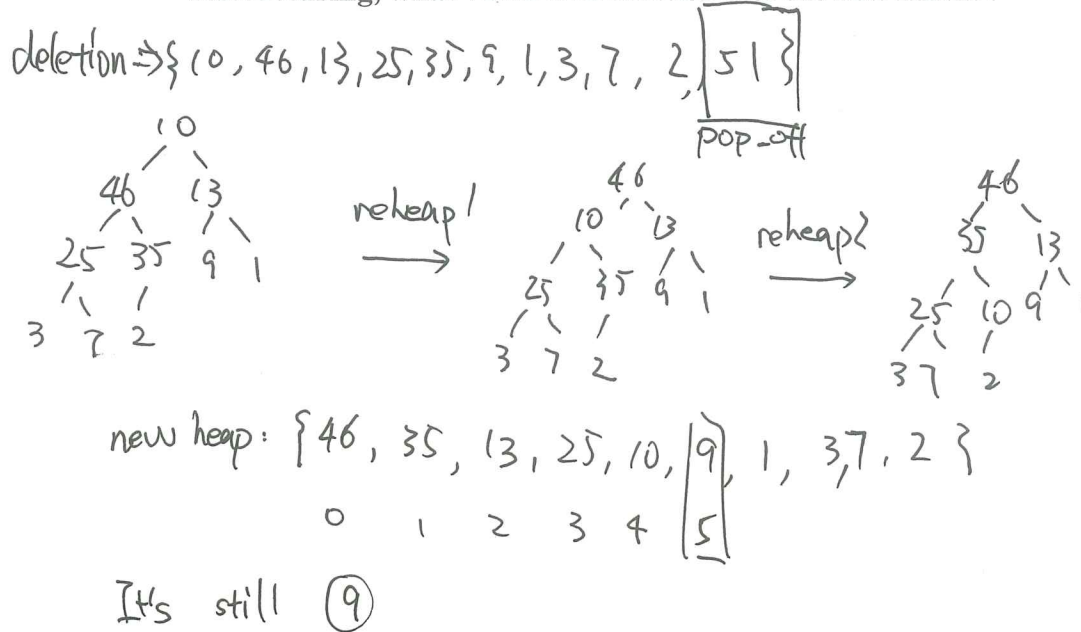 deletion⇒{10, 46, 13, 25, 35, 9, 1, 3, 7, 2, 51}
pop_off
10
46 13
25 35 9 1
3 7 2
reheap1
46
10 13
25 35 9 1
3 7 2
reheap2
46
35 13
25 10 9
3 7 2
new heap: {46, 35, 13, 25, 10, 9, 1, 3, 7, 2}
0 1 2 3 4 5
It's still 9